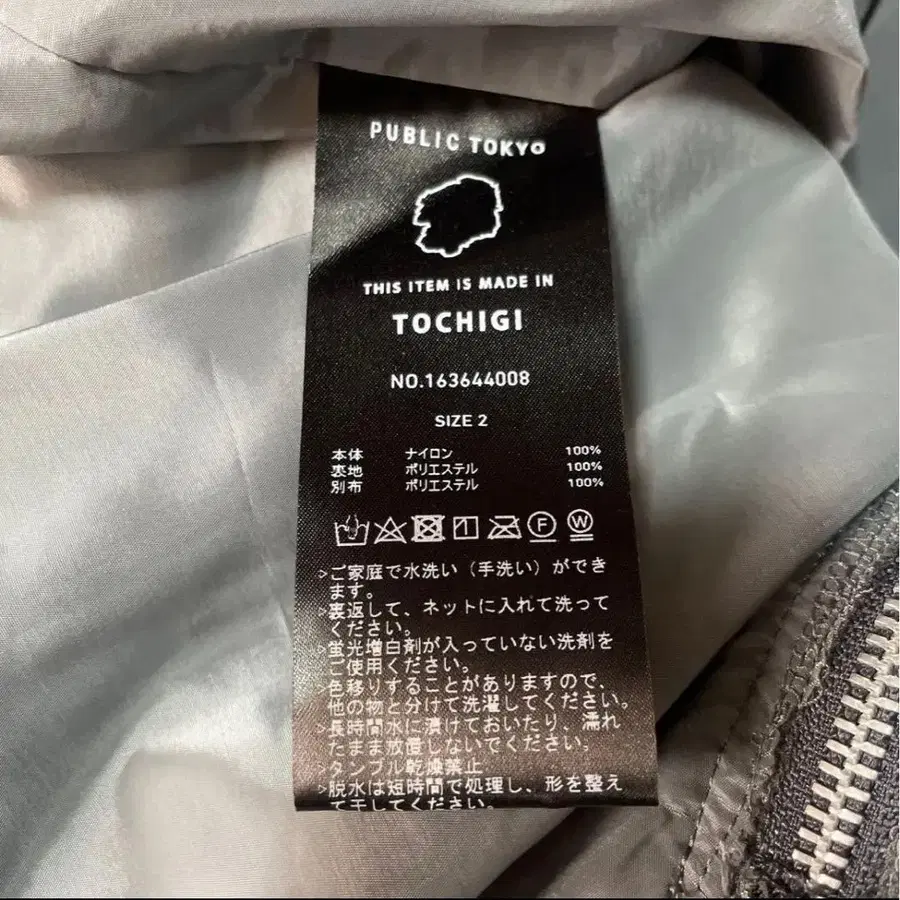 PUBLIC TOKYO
THIS ITEM IS MADE IN
TOCHIGI
NO.163644008
SIZE 2
本体 ナイロン 100%
裏地 ポリエステル 100%
別布 ポリエステル 100%
F W
>ご家庭で水洗い（手洗い）ができ
ます。
>裏返して、ネットに入れて洗って
ください。
>蛍光増白剤が入っていない洗剤を
ご使用ください。
>色移りすることがありますので、
他の物と分けて洗濯してください。
>長時間水に漬けておいたり、濡れ
たまま放置しないでください。
>タンブル乾燥禁止
>脱水は短時間で処理し、形を整え
て干してください。